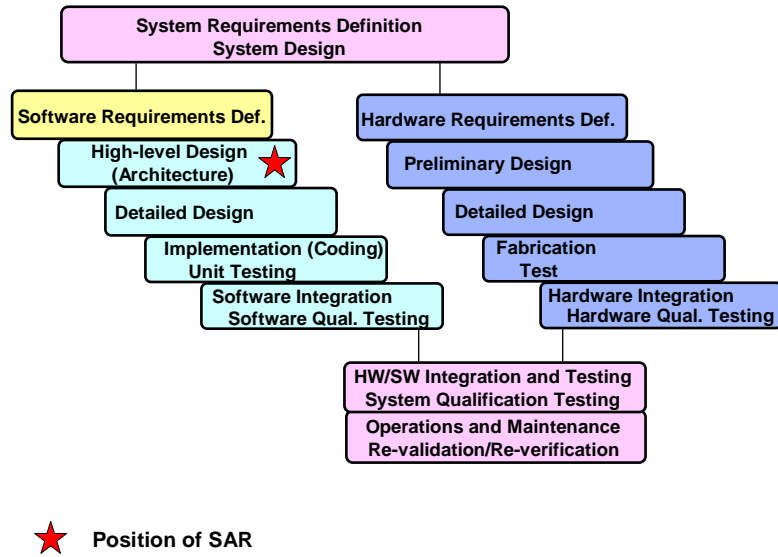 System Requirements Definition
System Design
Software Requirements Def.
High-level Design
(Architecture)
Detailed Design
Implementation (Coding)
Unit Testing
Software Integration
Software Qual. Testing
Hardware Requirements Def.
Preliminary Design
Detailed Design
Fabrication
Test
Hardware Integration
Hardware Qual. Testing
HW/SW Integration and Testing
System Qualification Testing
Operations and Maintenance
Re-validation/Re-verification
Position of SAR